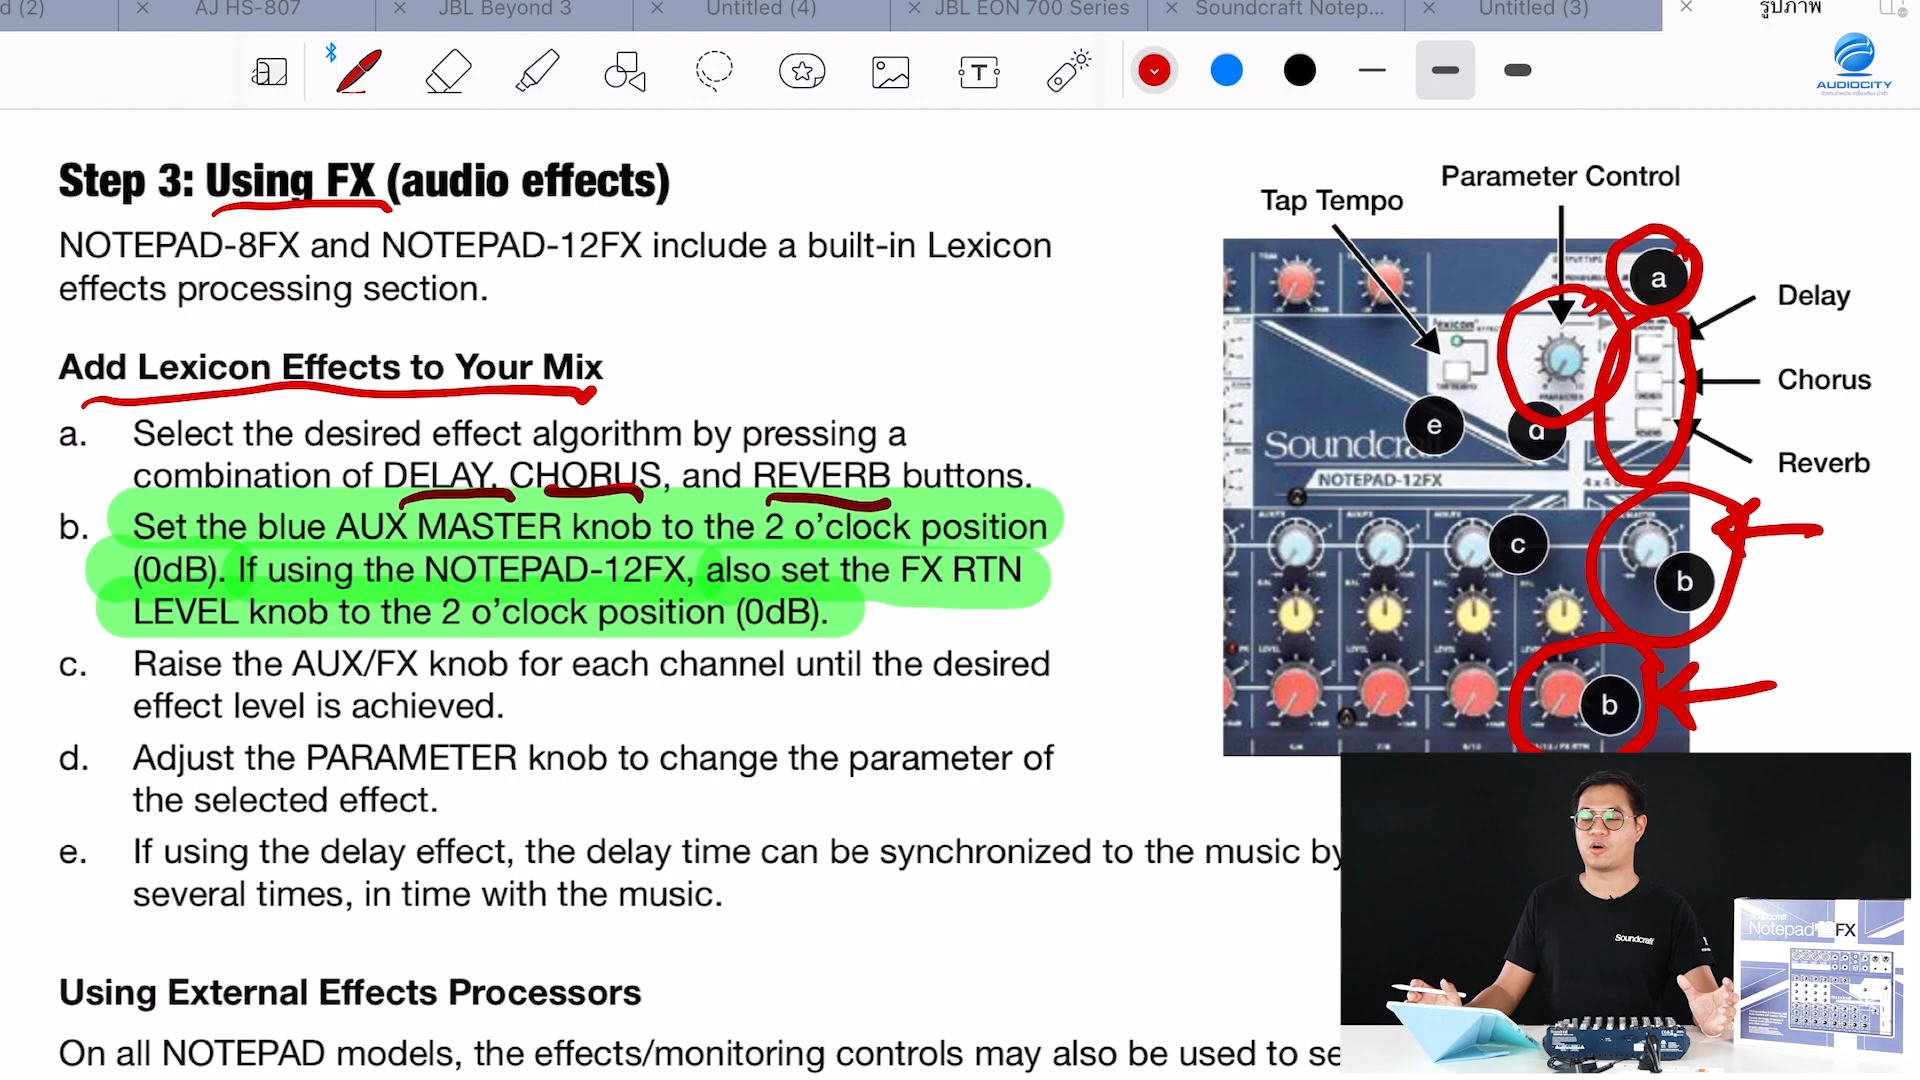 d (2)
AJ HS-807
JBL Beyond 3
Untitled (4)
JBL EON 700 Series
Soundcraft Notep...
Untitled (3)
รูปภาพ
AUDIOCITY
Step 3: Using FX (audio effects)
NOTEPAD-8FX and NOTEPAD-12FX include a built-in Lexicon
effects processing section.
Add Lexicon Effects to Your Mix
a. Select the desired effect algorithm by pressing a
combination of DELAY, CHORUS, and REVERB buttons.
b. Set the blue AUX MASTER knob to the 2 o’clock position
(0dB). If using the NOTEPAD-12FX, also set the FX RTN
LEVEL knob to the 2 o’clock position (0dB).
c. Raise the AUX/FX knob for each channel until the desired
effect level is achieved.
d. Adjust the PARAMETER knob to change the parameter of
the selected effect.
e. If using the delay effect, the delay time can be synchronized to the music by
several times, in time with the music.
Using External Effects Processors
On all NOTEPAD models, the effects/monitoring controls may also be used to se
Parameter Control
Tap Tempo
a
Delay
lexicon
Chorus
e
d
Soundcra
Reverb
NOTEPAD-12FX
4x4
c
b
b
Soundcraft
Soundcraft
Notepad FX